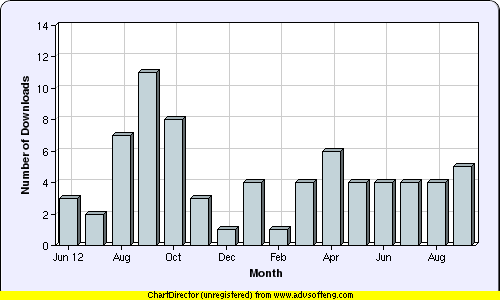 14
12
10
8
6
4
2
0
Number of Downloads
Jun 12 Aug Oct Dec Feb Apr Jun Aug
Month
ChartDirector (unregistered) from www.advsofteng.com